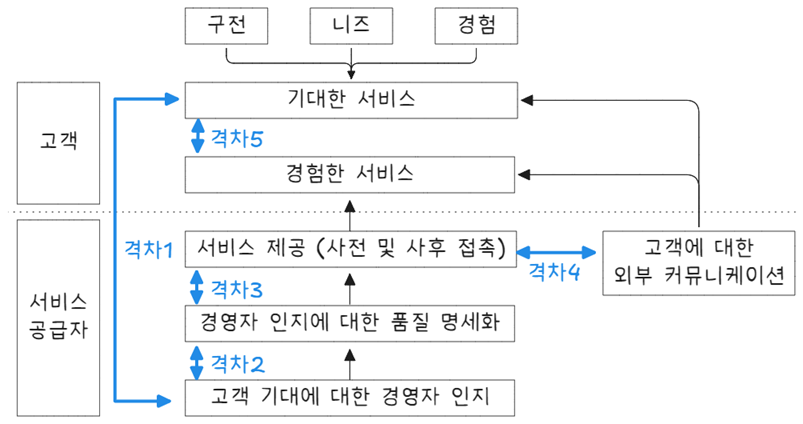 구전
니즈
경험
기대한 서비스
고객
격차5
경험한 서비스
격차1
서비스 제공 (사전 및 사후 접촉)
고객에 대한
외부 커뮤니케이션
격차4
서비스
공급자
격차3
경영자 인지에 대한 품질 명세화
격차2
고객 기대에 대한 경영자 인지